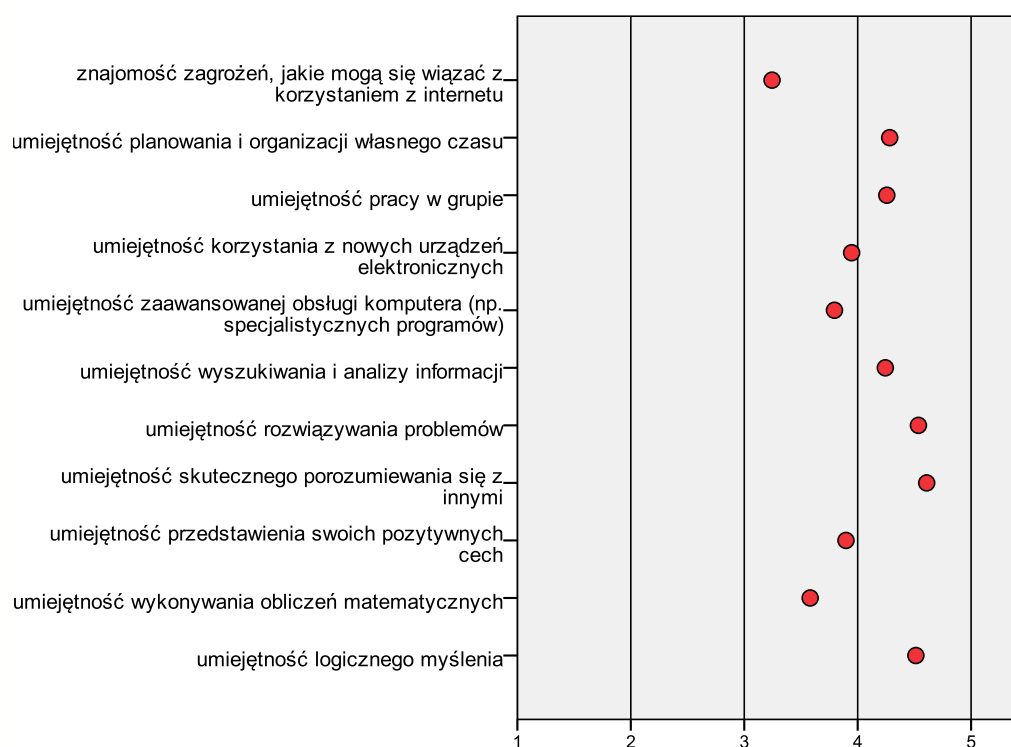 znajomość zagrożeń, jakie mogą się wiązać z
korzystaniem z internetu
umiejętność planowania i organizacji własnego czasu
umiejętność pracy w grupie
umiejętność korzystania z nowych urządzeń
elektronicznych
umiejętność zaawansowanej obsługi komputera (np.
specjalistycznych programów)
umiejętność wyszukiwania i analizy informacji
umiejętność rozwiązywania problemów
umiejętność skutecznego porozumiewania się z
innymi
umiejętność przedstawienia swoich pozytywnych
cech
umiejętność wykonywania obliczeń matematycznych
umiejętność logicznego myślenia
1 2 3 4 5